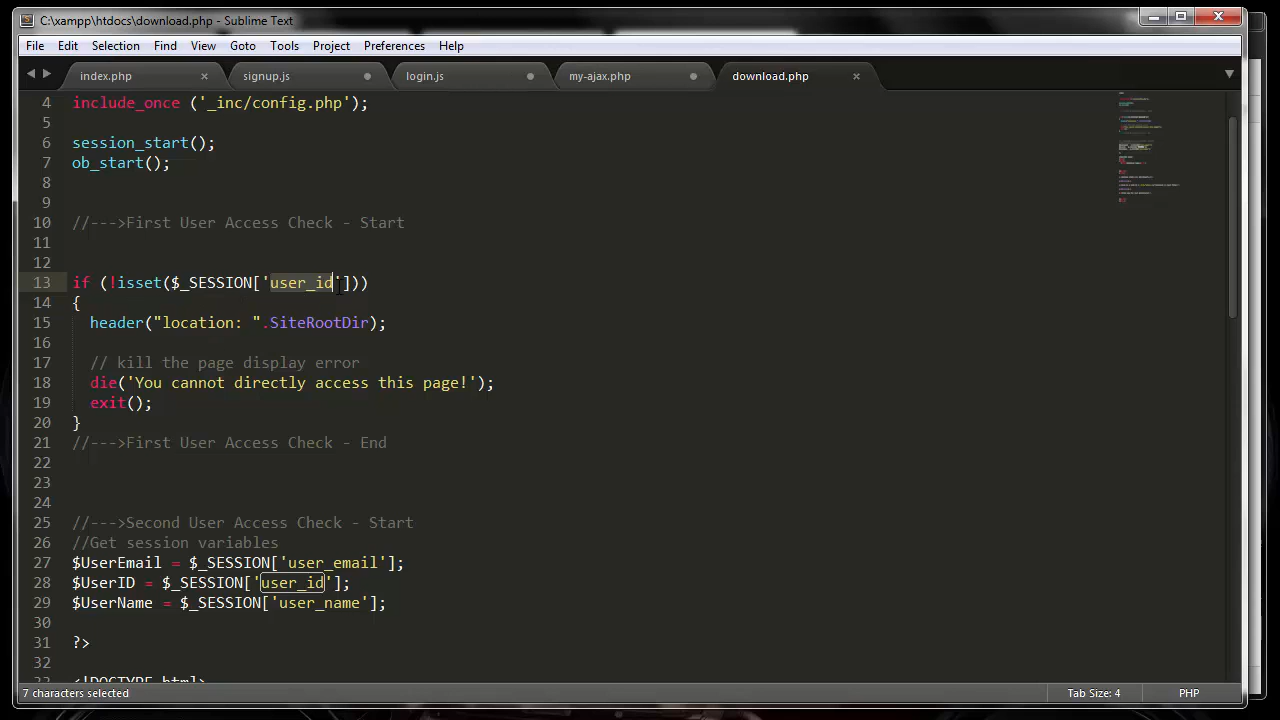 C:\xampp\htdocs\download.php - Sublime Text
File Edit Selection Find View Goto Tools Project Preferences Help
index.php signup.js login.js my-ajax.php download.php
4 include_once ('_inc/config.php');
5
6 session_start();
7 ob_start();
8
9
10 //--->First User Access Check - Start
11
12
13 if (!isset($_SESSION['user_id']))
14 {
15 header("location: ".SiteRootDir);
16
17 // kill the page display error
18 die('You cannot directly access this page!');
19 exit();
20 }
21 //--->First User Access Check - End
22
23
24
25 //--->Second User Access Check - Start
26 //Get session variables
27 $UserEmail = $_SESSION['user_email'];
28 $UserID = $_SESSION['user_id'];
29 $UserName = $_SESSION['user_name'];
30
31 ?>
32
33 <!DOCTYPE html>
7 characters selected Tab Size: 4 PHP